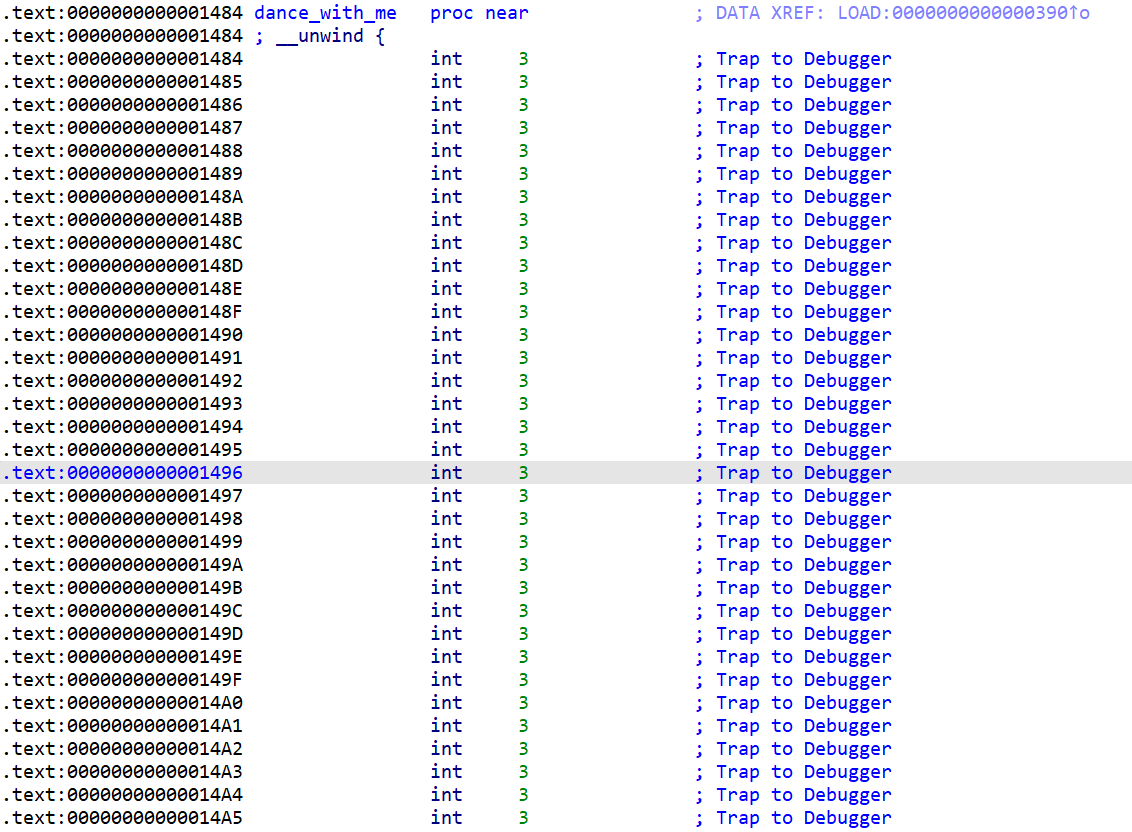 .text:0000000000001484 dance_with_me   proc near               ; DATA XREF: LOAD:0000000000000390↑o
.text:0000000000001484 ; __unwind {
.text:0000000000001484                 int     3               ; Trap to Debugger
.text:0000000000001485                 int     3               ; Trap to Debugger
.text:0000000000001486                 int     3               ; Trap to Debugger
.text:0000000000001487                 int     3               ; Trap to Debugger
.text:0000000000001488                 int     3               ; Trap to Debugger
.text:0000000000001489                 int     3               ; Trap to Debugger
.text:000000000000148A                 int     3               ; Trap to Debugger
.text:000000000000148B                 int     3               ; Trap to Debugger
.text:000000000000148C                 int     3               ; Trap to Debugger
.text:000000000000148D                 int     3               ; Trap to Debugger
.text:000000000000148E                 int     3               ; Trap to Debugger
.text:000000000000148F                 int     3               ; Trap to Debugger
.text:0000000000001490                 int     3               ; Trap to Debugger
.text:0000000000001491                 int     3               ; Trap to Debugger
.text:0000000000001492                 int     3               ; Trap to Debugger
.text:0000000000001493                 int     3               ; Trap to Debugger
.text:0000000000001494                 int     3               ; Trap to Debugger
.text:0000000000001495                 int     3               ; Trap to Debugger
.text:0000000000001496                 int     3               ; Trap to Debugger
.text:0000000000001497                 int     3               ; Trap to Debugger
.text:0000000000001498                 int     3               ; Trap to Debugger
.text:0000000000001499                 int     3               ; Trap to Debugger
.text:000000000000149A                 int     3               ; Trap to Debugger
.text:000000000000149B                 int     3               ; Trap to Debugger
.text:000000000000149C                 int     3               ; Trap to Debugger
.text:000000000000149D                 int     3               ; Trap to Debugger
.text:000000000000149E                 int     3               ; Trap to Debugger
.text:000000000000149F                 int     3               ; Trap to Debugger
.text:00000000000014A0                 int     3               ; Trap to Debugger
.text:00000000000014A1                 int     3               ; Trap to Debugger
.text:00000000000014A2                 int     3               ; Trap to Debugger
.text:00000000000014A3                 int     3               ; Trap to Debugger
.text:00000000000014A4                 int     3               ; Trap to Debugger
.text:00000000000014A5                 int     3               ; Trap to Debugger